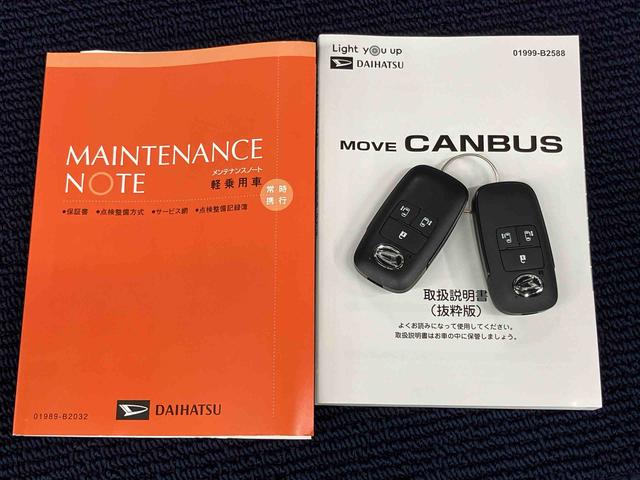 MAINTENANCE
NOTE
メンテナンスノート
軽乗用車
常時
携行
●保証書 ●点検整備方式 ●サービス網 ●点検整備記録簿
01989-B2032
DAIHATSU
Light you up
DAIHATSU
01999-B2588
MOVE CANBUS
取扱説明書
(抜粋版)
よくお読みになって使用してください。
取扱説明書はお車の中に保管しましょう。